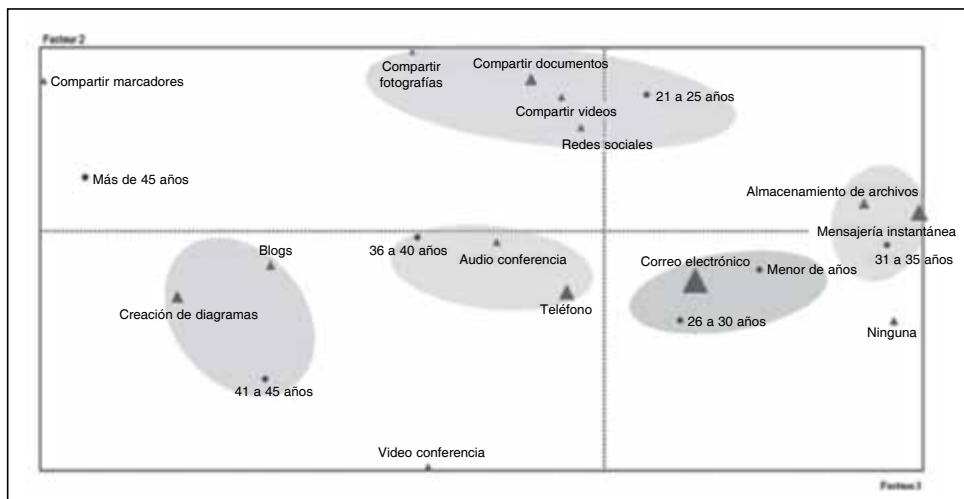 Facteur 2
Compartir marcadores
Compartir
fotografías
Compartir documentos
21 a 25 años
Compartir videos
Redes sociales
Más de 45 años
Almacenamiento de archivos
Mensajería instantánea
31 a 35 años
36 a 40 años
Audio conferencia
Blogs
Correo electrónico
Menor de años
Creación de diagramas
Teléfono
26 a 30 años
Ninguna
41 a 45 años
Video conferencia